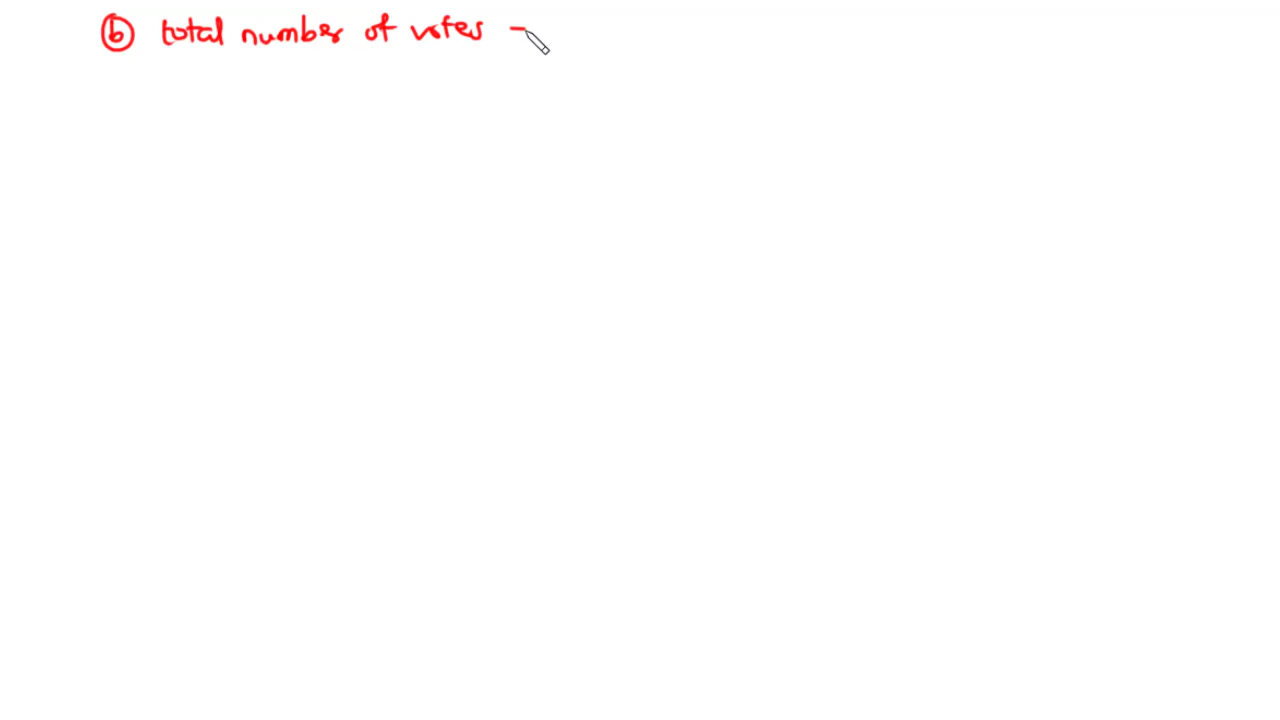 ⓑ total number of votes -